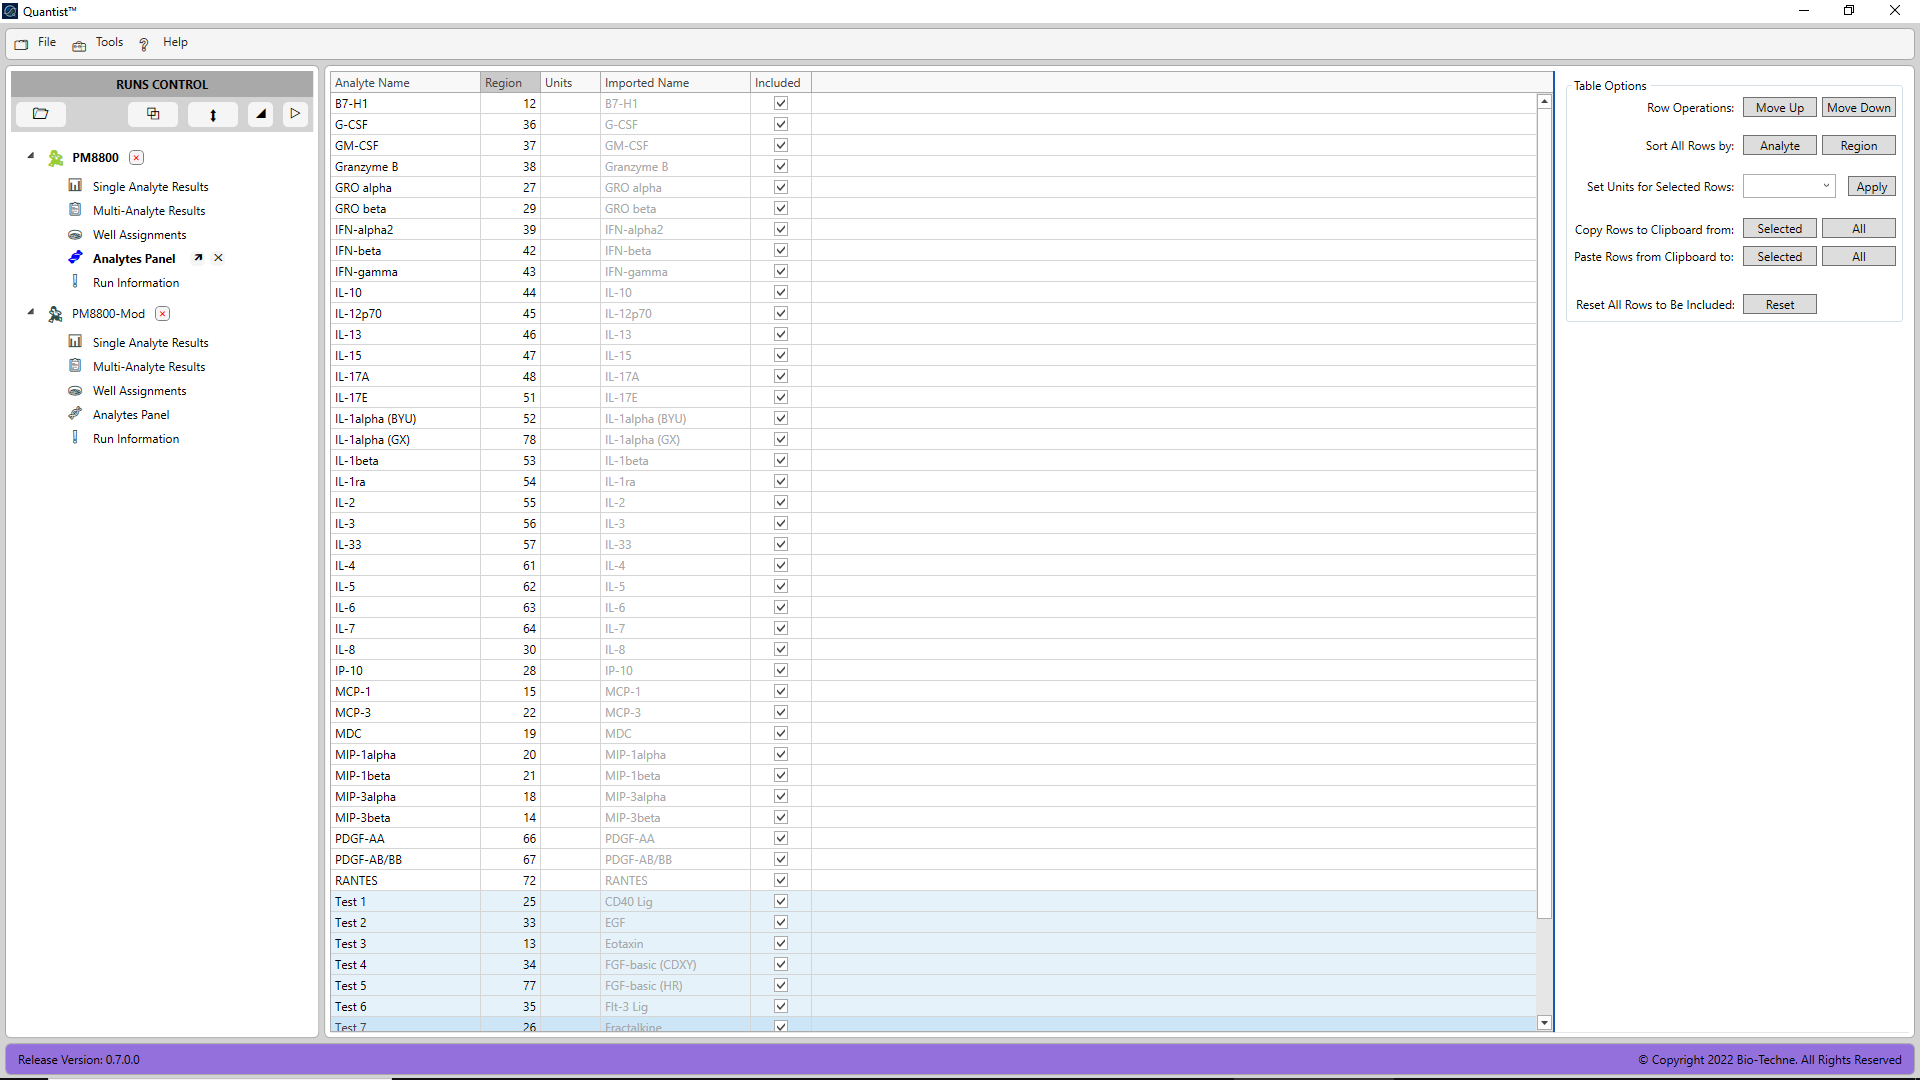 Quantist™
File Tools Help
RUNS CONTROL
PM8800
Single Analyte Results
Multi-Analyte Results
Well Assignments
Analytes Panel
Run Information
PM8800-Mod
Single Analyte Results
Multi-Analyte Results
Well Assignments
Analytes Panel
Run Information
Analyte Name Region Units Imported Name Included
B7-H1 12 B7-H1
G-CSF 36 G-CSF
GM-CSF 37 GM-CSF
Granzyme B 38 Granzyme B
GRO alpha 27 GRO alpha
GRO beta 29 GRO beta
IFN-alpha2 39 IFN-alpha2
IFN-beta 42 IFN-beta
IFN-gamma 43 IFN-gamma
IL-10 44 IL-10
IL-12p70 45 IL-12p70
IL-13 46 IL-13
IL-15 47 IL-15
IL-17A 48 IL-17A
IL-17E 51 IL-17E
IL-1alpha (BYU) 52 IL-1alpha (BYU)
IL-1alpha (GX) 78 IL-1alpha (GX)
IL-1beta 53 IL-1beta
IL-1ra 54 IL-1ra
IL-2 55 IL-2
IL-3 56 IL-3
IL-33 57 IL-33
IL-4 61 IL-4
IL-5 62 IL-5
IL-6 63 IL-6
IL-7 64 IL-7
IL-8 30 IL-8
IP-10 28 IP-10
MCP-1 15 MCP-1
MCP-3 22 MCP-3
MDC 19 MDC
MIP-1alpha 20 MIP-1alpha
MIP-1beta 21 MIP-1beta
MIP-3alpha 18 MIP-3alpha
MIP-3beta 14 MIP-3beta
PDGF-AA 66 PDGF-AA
PDGF-AB/BB 67 PDGF-AB/BB
RANTES 72 RANTES
Test 1 25 CD40 Lig
Test 2 33 EGF
Test 3 13 Eotaxin
Test 4 34 FGF-basic (CDXY)
Test 5 77 FGF-basic (HR)
Test 6 35 Flt-3 Lig
Test 7 26 Fractalkine
Table Options
Row Operations: Move Up Move Down
Sort All Rows by: Analyte Region
Set Units for Selected Rows: Apply
Copy Rows to Clipboard from: Selected All
Paste Rows from Clipboard to: Selected All
Reset All Rows to Be Included: Reset
Release Version: 0.7.0.0
© Copyright 2022 Bio-Techne. All Rights Reserved